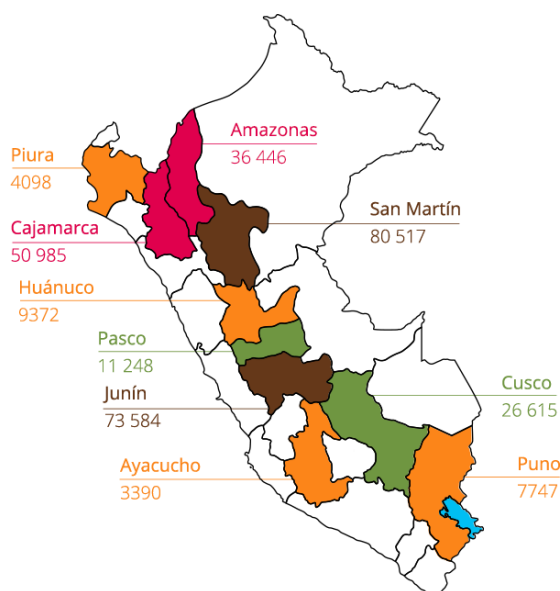 Amazonas
36 446
Piura
4098
San Martín
80 517
Cajamarca
50 985
Huánuco
9372
Pasco
11 248
Cusco
26 615
Junín
73 584
Ayacucho
3390
Puno
7747